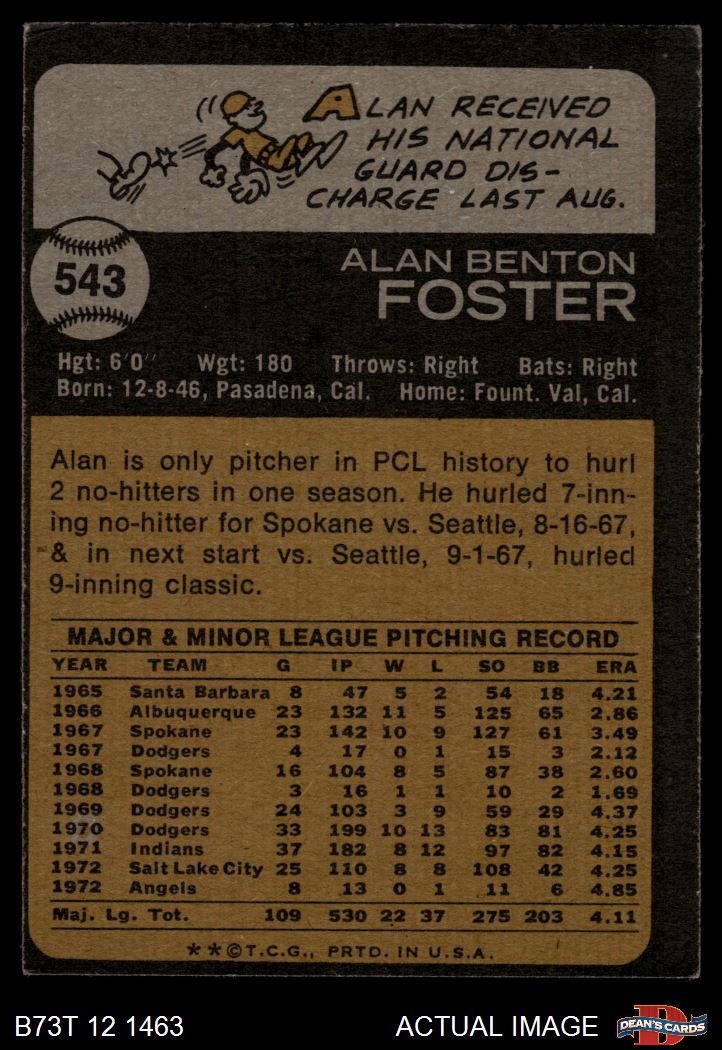 ALAN RECEIVED
HIS NATIONAL
GUARD DIS-
CHARGE LAST AUG.
543
ALAN BENTON
FOSTER
Hgt: 6'0" Wgt: 180 Throws: Right Bats: Right
Born: 12-8-46, Pasadena, Cal. Home: Fount. Val, Cal.
Alan is only pitcher in PCL history to hurl
2 no-hitters in one season. He hurled 7-inn-
ing no-hitter for Spokane vs. Seattle, 8-16-67,
& in next start vs. Seattle, 9-1-67, hurled
9-inning classic.
MAJOR & MINOR LEAGUE PITCHING RECORD
YEAR TEAM G IP W L SO BB ERA
1965 Santa Barbara 8 47 5 2 54 18 4.21
1966 Albuquerque 23 132 11 5 125 65 2.86
1967 Spokane 23 142 10 9 127 61 3.49
1967 Dodgers 4 17 0 1 15 3 2.12
1968 Spokane 16 104 8 5 87 38 2.60
1968 Dodgers 3 16 1 1 10 2 1.69
1969 Dodgers 24 103 3 9 59 29 4.37
1970 Dodgers 33 199 10 13 83 81 4.25
1971 Indians 37 182 8 12 97 82 4.15
1972 Salt Lake City 25 110 8 8 108 42 4.25
1972 Angels 8 13 0 1 11 6 4.85
Maj. Lg. Tot. 109 530 22 37 275 203 4.11
**©T.C.G., PRTD. IN U.S.A.
B73T 12 1463 ACTUAL IMAGE D DEAN'S CARDS